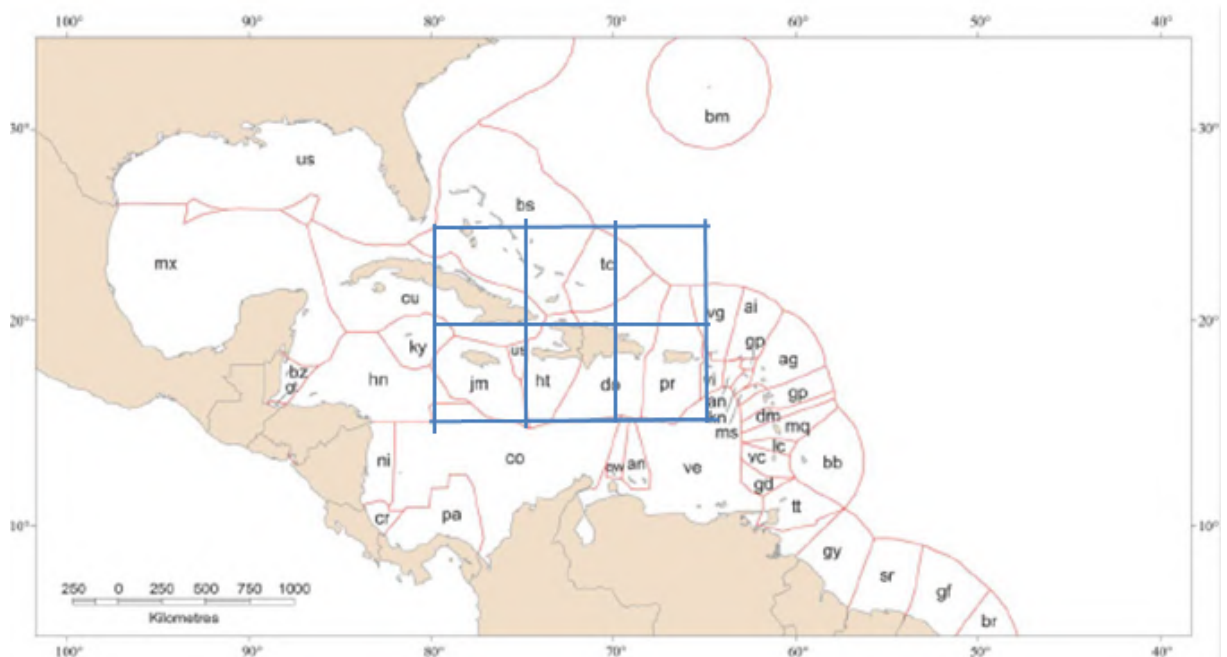 100° 90° 80° 70° 60° 50° 40°
bm
30° 30°
us
bs
mx
tc
cu
vg ai
20° 20°
ky us gp
ag
bz
hn jm ht do pr vi
gp
an
kn dm
ms mq
lc
ni co an ve vc bb
gd
cr pa tt
10° 10°
gy
sr gf
br
250 0 250 500 750 1000
Kilometres
100° 90° 80° 70° 60° 50° 40°